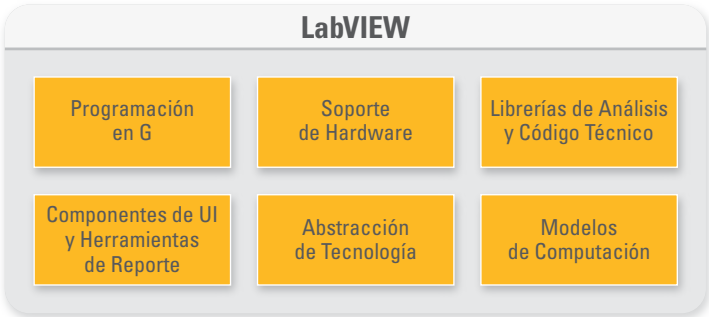 LabVIEW
Programación
en G
Soporte
de Hardware
Librerías de Análisis
y Código Técnico
Componentes de UI
y Herramientas
de Reporte
Abstracción
de Tecnología
Modelos
de Computación